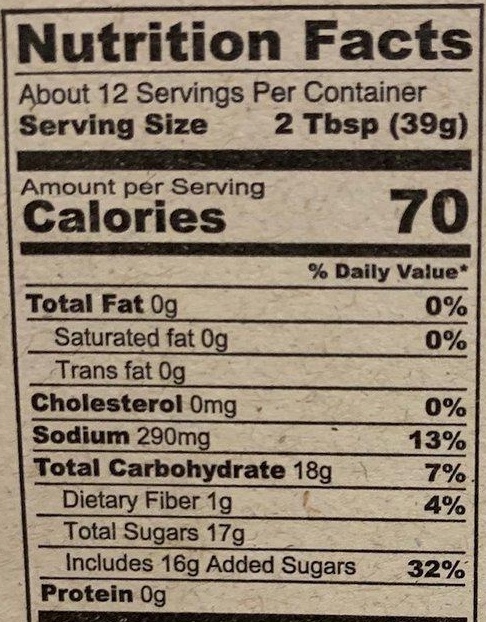 Nutrition Facts
About 12 Servings Per Container
Serving Size 2 Tbsp (39g)
Amount per Serving
Calories 70
% Daily Value*
Total Fat 0g 0%
Saturated fat 0g 0%
Trans fat 0g
Cholesterol 0mg 0%
Sodium 290mg 13%
Total Carbohydrate 18g 7%
Dietary Fiber 1g 4%
Total Sugars 17g
Includes 16g Added Sugars 32%
Protein 0g